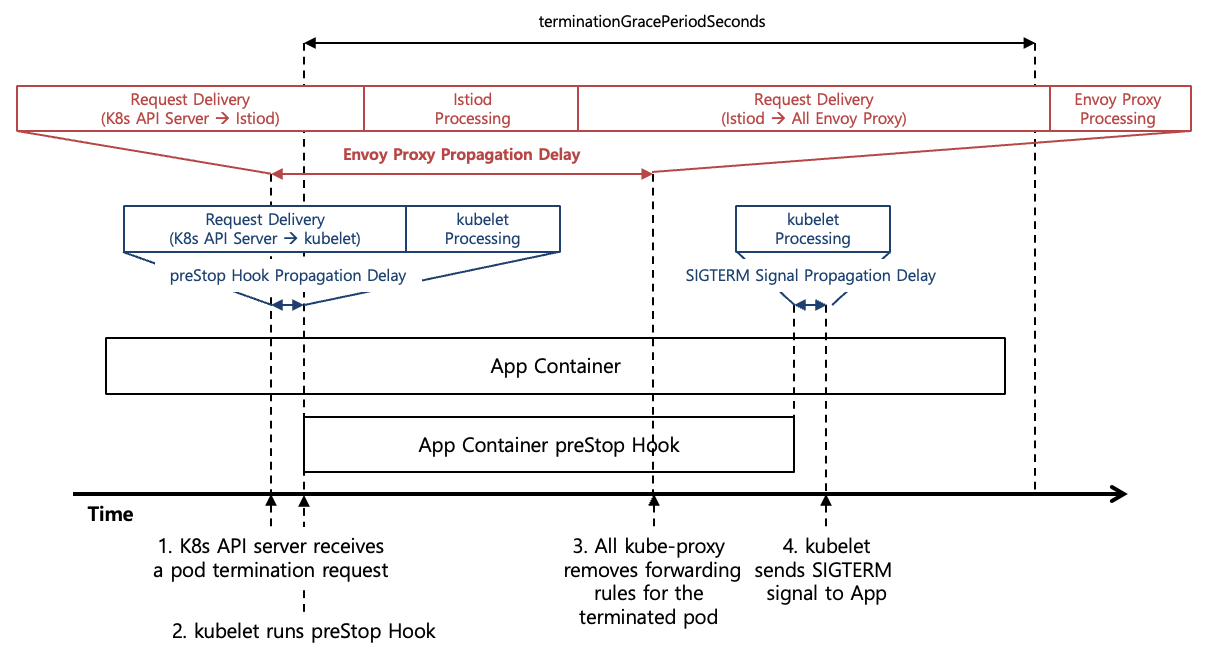 terminationGracePeriodSeconds
Request Delivery
(K8s API Server → Istiod)
Istiod
Processing
Request Delivery
(Istiod → All Envoy Proxy)
Envoy Proxy
Processing
Envoy Proxy Propagation Delay
Request Delivery
(K8s API Server → kubelet)
kubelet
Processing
kubelet
Processing
preStop Hook Propagation Delay
SIGTERM Signal Propagation Delay
App Container
App Container preStop Hook
Time
1. K8s API server receives
a pod termination request
2. kubelet runs preStop Hook
3. All kube-proxy
removes forwarding
rules for the
terminated pod
4. kubelet
sends SIGTERM
signal to App